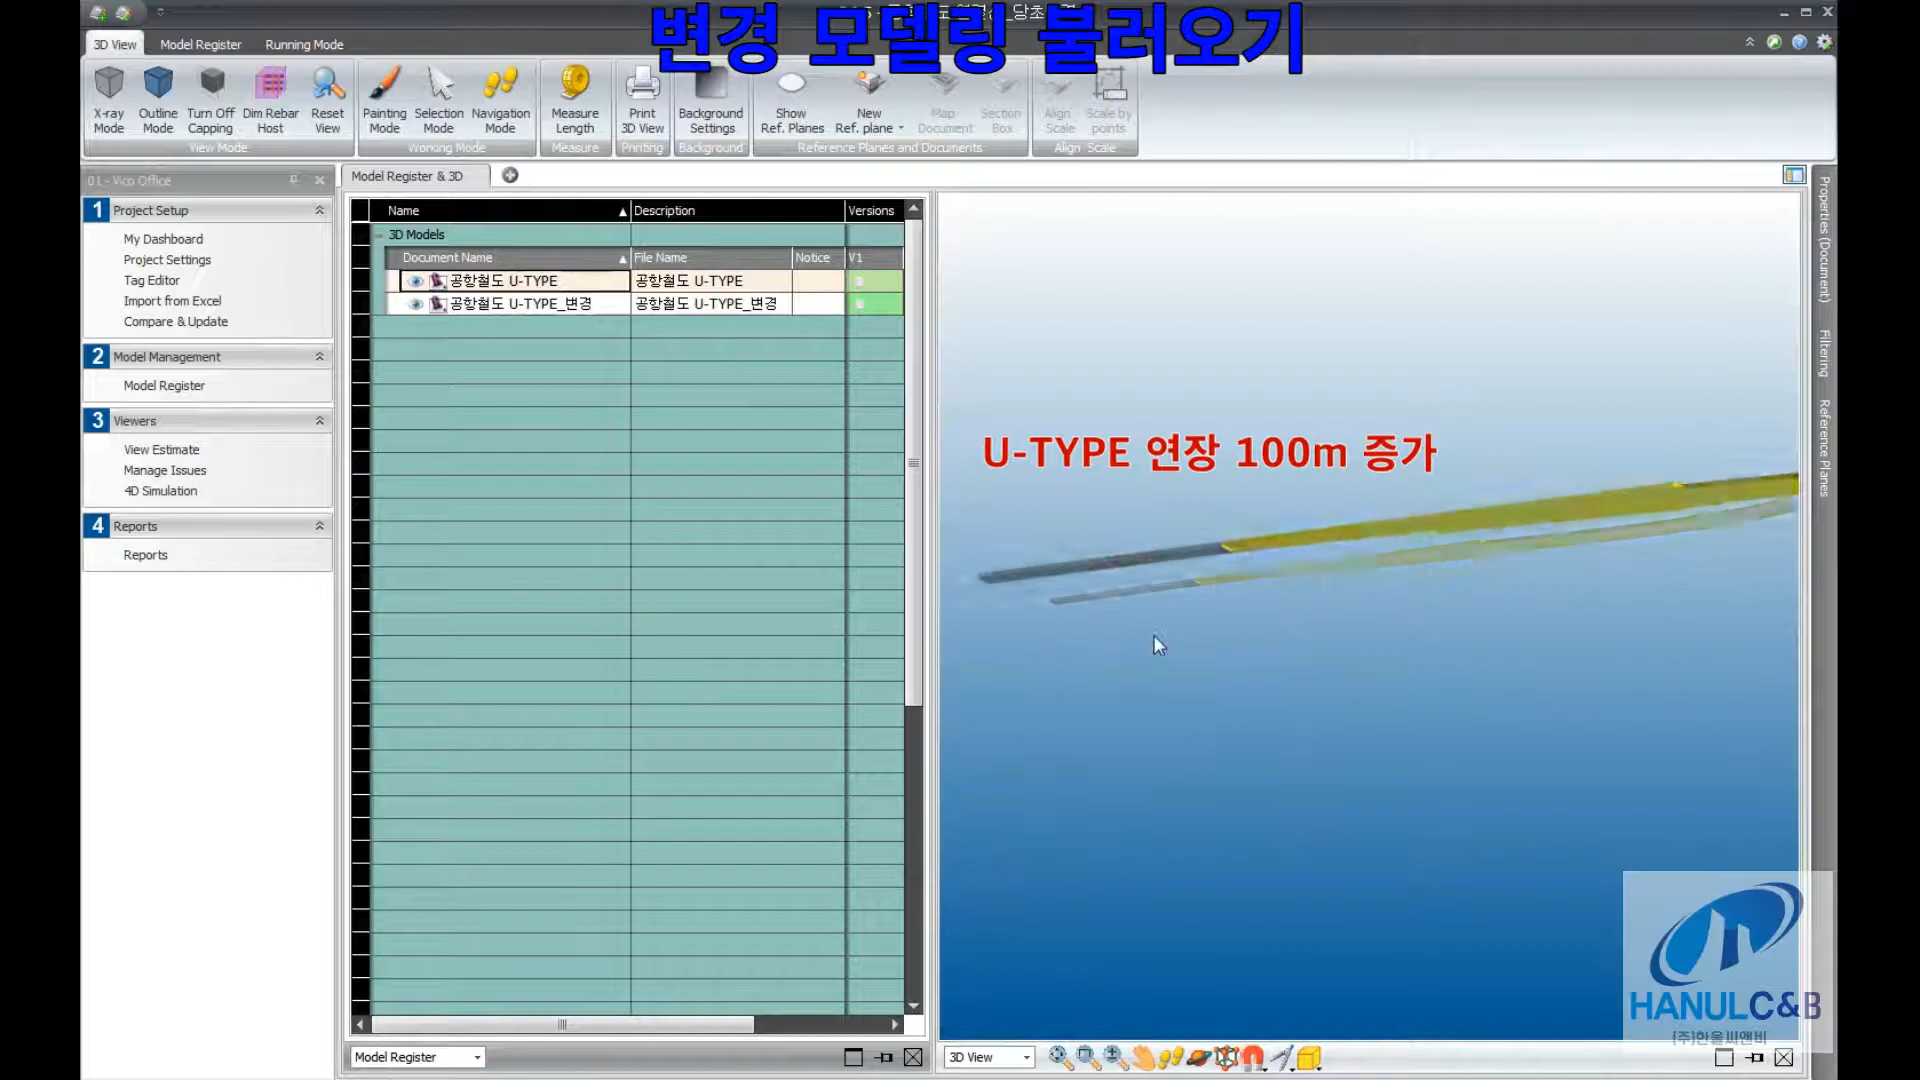 변경 모델링 불러오기
3D View
Model Register
Running Mode
X-ray Mode
Outline Mode
Turn Off Capping
Dim Rebar Host
Reset View
Painting Mode
Selection Mode
Navigation Mode
Measure Length
Print 3D View
Background Settings
Show Ref. Planes
New Ref. plane
Map Document
Section Box
Align Scale
Scale by points
View Mode
Working Mode
Measure
Printing
Background
Reference Planes and Documents
Align Scale
01 - Vico Office
Model Register & 3D
1 Project Setup
My Dashboard
Project Settings
Tag Editor
Import from Excel
Compare & Update
2 Model Management
Model Register
3 Viewers
View Estimate
Manage Issues
4D Simulation
4 Reports
Reports
Name
Description
Versions
3D Models
Document Name
File Name
Notice
V1
공항철도 U-TYPE
공항철도 U-TYPE
공항철도 U-TYPE_변경
공항철도 U-TYPE_변경
U-TYPE 연장 100m 증가
Properties (Document)
Filtering
Reference Planes
HANULC&B
(주)한울씨앤비
Model Register
3D View